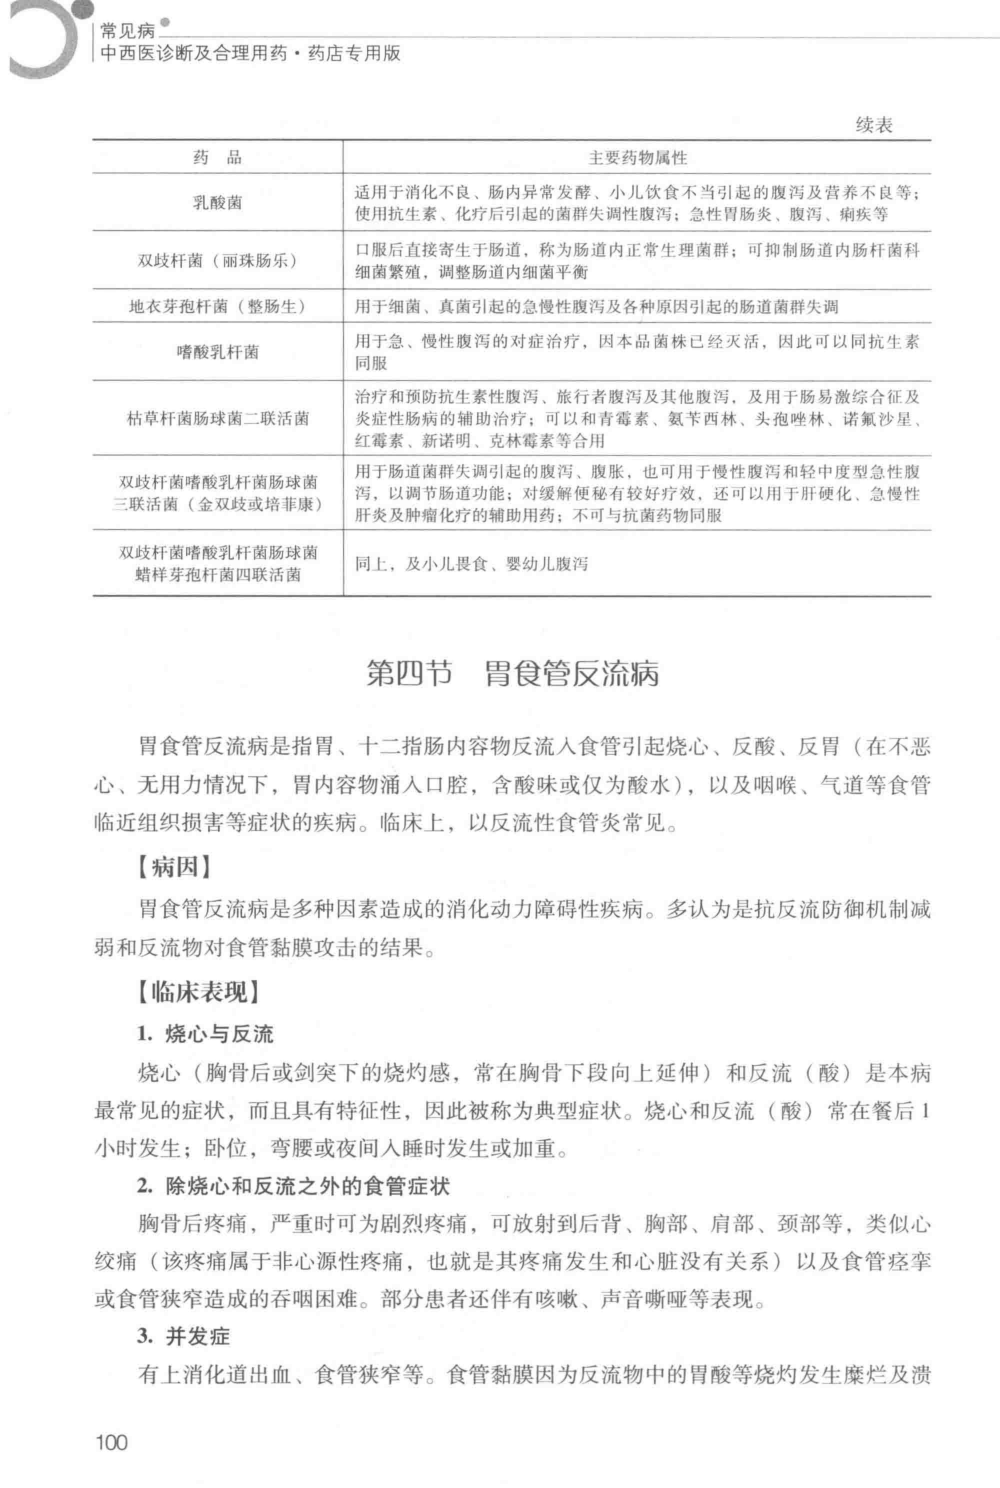 常见病
中西医诊断及合理用药·药店专用版
续表
药 品
主要药物属性
乳酸菌
适用于消化不良、肠内异常发酵、小儿饮食不当引起的腹泻及营养不良等；
使用抗生素、化疗后引起的菌群失调性腹泻；急性胃肠炎、腹泻、痢疾等
双歧杆菌（丽珠肠乐）
口服后直接寄生于肠道，称为肠道内正常生理菌群；可抑制肠道内肠杆菌科
细菌繁殖，调整肠道内细菌平衡
地衣芽孢杆菌（整肠生）
用于细菌、真菌引起的急慢性腹泻及各种原因引起的肠道菌群失调
嗜酸乳杆菌
用于急、慢性腹泻的对症治疗，因本品菌株已经灭活，因此可以同抗生素
同服
枯草杆菌肠球菌二联活菌
治疗和预防抗生素性腹泻、旅行者腹泻及其他腹泻，及用于肠易激综合征及
炎症性肠病的辅助治疗；可以和青霉素、氨苄西林、头孢唑林、诺氟沙星、
红霉素、新诺明、克林霉素等合用
双歧杆菌嗜酸乳杆菌肠球菌
三联活菌（金双歧或培菲康）
用于肠道菌群失调引起的腹泻、腹胀，也可用于慢性腹泻和轻中度型急性腹
泻，以调节肠道功能；对缓解便秘有较好疗效，还可以用于肝硬化、急慢性
肝炎及肿瘤化疗的辅助用药；不可与抗菌药物同服
双歧杆菌嗜酸乳杆菌肠球菌
蜡样芽孢杆菌四联活菌
同上，及小儿畏食、婴幼儿腹泻
第四节 胃食管反流病
胃食管反流病是指胃、十二指肠内容物反流入食管引起烧心、反酸、反胃（在不恶
心、无用力情况下，胃内容物涌入口腔，含酸味或仅为酸水），以及咽喉、气道等食管
临近组织损害等症状的疾病。临床上，以反流性食管炎常见。
【病因】
胃食管反流病是多种因素造成的消化动力障碍性疾病。多认为是抗反流防御机制减
弱和反流物对食管黏膜攻击的结果。
【临床表现】
1. 烧心与反流
烧心（胸骨后或剑突下的烧灼感，常在胸骨下段向上延伸）和反流（酸）是本病
最常见的症状，而且具有特征性，因此被称为典型症状。烧心和反流（酸）常在餐后1
小时发生；卧位，弯腰或夜间入睡时发生或加重。
2. 除烧心和反流之外的食管症状
胸骨后疼痛，严重时可为剧烈疼痛，可放射到后背、胸部、肩部、颈部等，类似心
绞痛（该疼痛属于非心源性疼痛，也就是其疼痛发生和心脏没有关系）以及食管痉挛
或食管狭窄造成的吞咽困难。部分患者还伴有咳嗽、声音嘶哑等表现。
3. 并发症
有上消化道出血、食管狭窄等。食管黏膜因为反流物中的胃酸等烧灼发生糜烂及溃
100